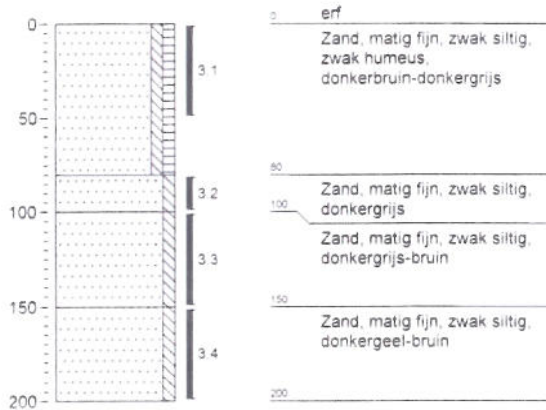 0
50
100
150
200
3.1
3.2
3.3
3.4
0
erf
Zand, matig fijn, zwak siltig,
zwak humeus,
donkerbruin-donkergrijs
80
Zand, matig fijn, zwak siltig,
donkergrijs
100
Zand, matig fijn, zwak siltig,
donkergrijs-bruin
150
Zand, matig fijn, zwak siltig,
donkergeel-bruin
200